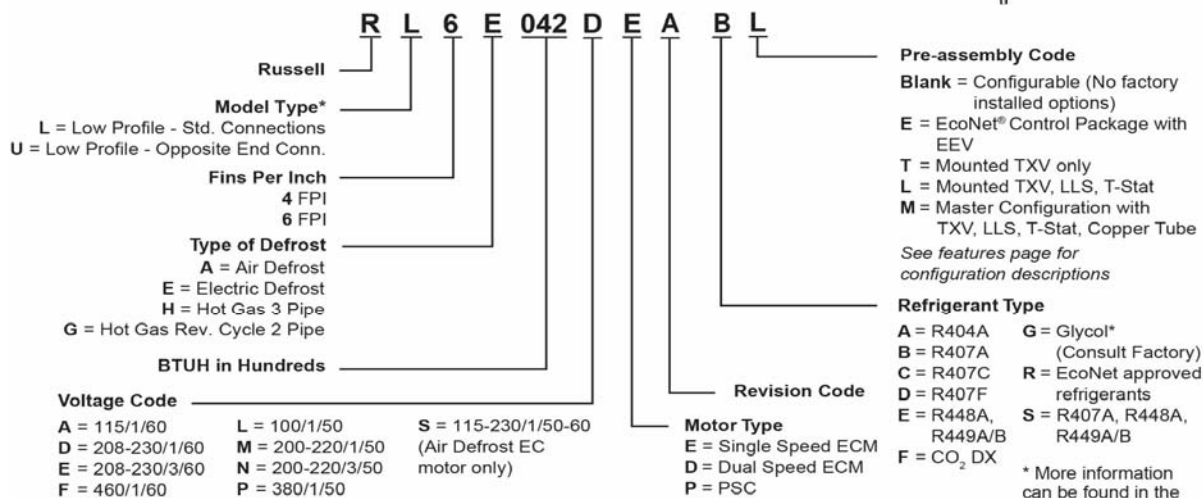 R L 6 E 042 D E A B L
Russell
Model Type*
L = Low Profile - Std. Connections
U = Low Profile - Opposite End Conn.
Fins Per Inch
4 FPI
6 FPI
Type of Defrost
A = Air Defrost
E = Electric Defrost
H = Hot Gas 3 Pipe
G = Hot Gas Rev. Cycle 2 Pipe
BTUH in Hundreds
Voltage Code
A = 115/1/60
D = 208-230/1/60
E = 208-230/3/60
F = 460/1/60
L = 100/1/50
M = 200-220/1/50
N = 200-220/3/50
P = 380/1/50
S = 115-230/1/50-60
(Air Defrost EC
motor only)
Pre-assembly Code
Blank = Configurable (No factory
installed options)
E = EcoNet® Control Package with
EEV
T = Mounted TXV only
L = Mounted TXV, LLS, T-Stat
M = Master Configuration with
TXV, LLS, T-Stat, Copper Tube
See features page for
configuration descriptions
Refrigerant Type
A = R404A
B = R407A
C = R407C
D = R407F
E = R448A,
R449A/B
F = CO₂ DX
G = Glycol*
(Consult Factory)
R = EcoNet approved
refrigerants
S = R407A, R448A,
R449A/B
* More information
can be found in the
Revision Code
Motor Type
E = Single Speed ECM
D = Dual Speed ECM
P = PSC